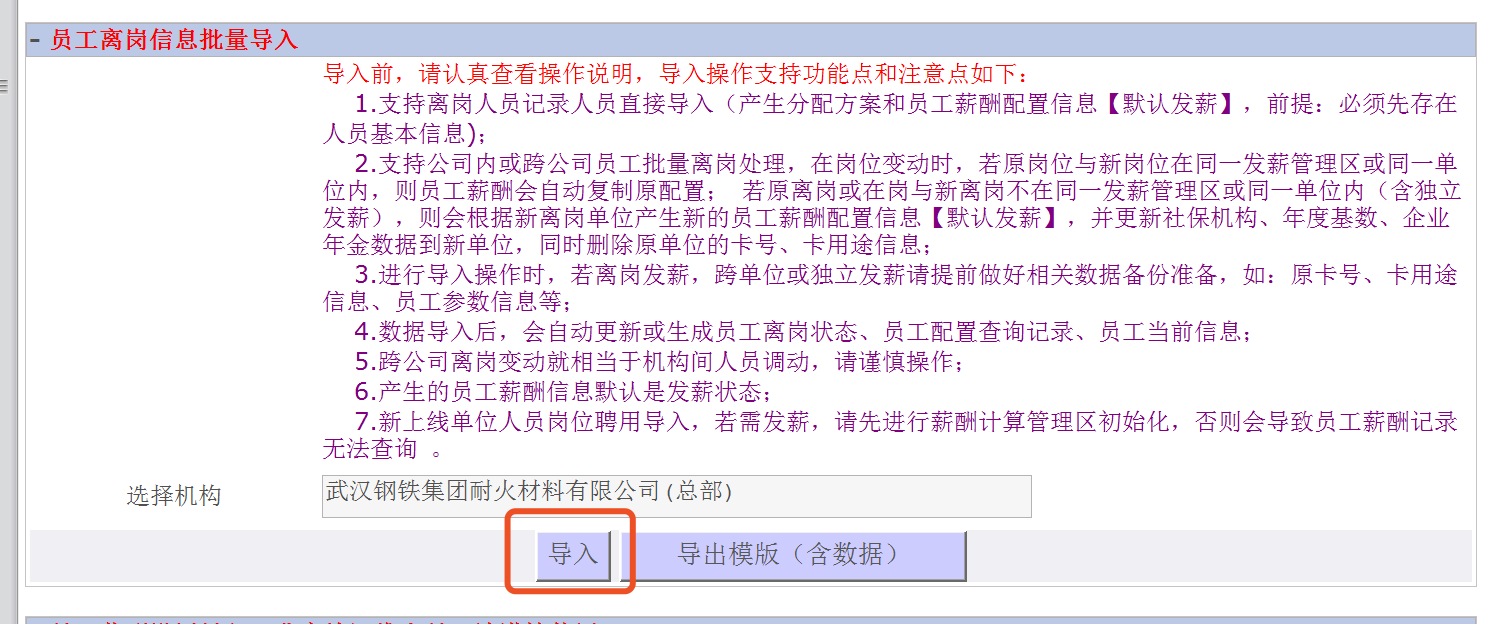 - 员工离岗信息批量导入
导入前，请认真查看操作说明，导入操作支持功能点和注意点如下：
1.支持离岗人员记录人员直接导入（产生分配方案和员工薪酬配置信息【默认发薪】，前提：必须先存在
人员基本信息)；
2.支持公司内或跨公司员工批量离岗处理，在岗位变动时，若原岗位与新岗位在同一发薪管理区或同一单
位内，则员工薪酬会自动复制原配置； 若原离岗或在岗与新离岗不在同一发薪管理区或同一单位内（含独立
发薪），则会根据新离岗单位产生新的员工薪酬配置信息【默认发薪】，并更新社保机构、年度基数、企业
年金数据到新单位，同时删除原单位的卡号、卡用途信息；
3.进行导入操作时，若离岗发薪，跨单位或独立发薪请提前做好相关数据备份准备，如：原卡号、卡用途
信息、员工参数信息等；
4.数据导入后，会自动更新或生成员工离岗状态、员工配置查询记录、员工当前信息；
5.跨公司离岗变动就相当于机构间人员调动，请谨慎操作；
6.产生的员工薪酬信息默认是发薪状态；
7.新上线单位人员岗位聘用导入，若需发薪，请先进行薪酬计算管理区初始化，否则会导致员工薪酬记录
无法查询 。
选择机构 武汉钢铁集团耐火材料有限公司(总部)
导入 导出模版（含数据）